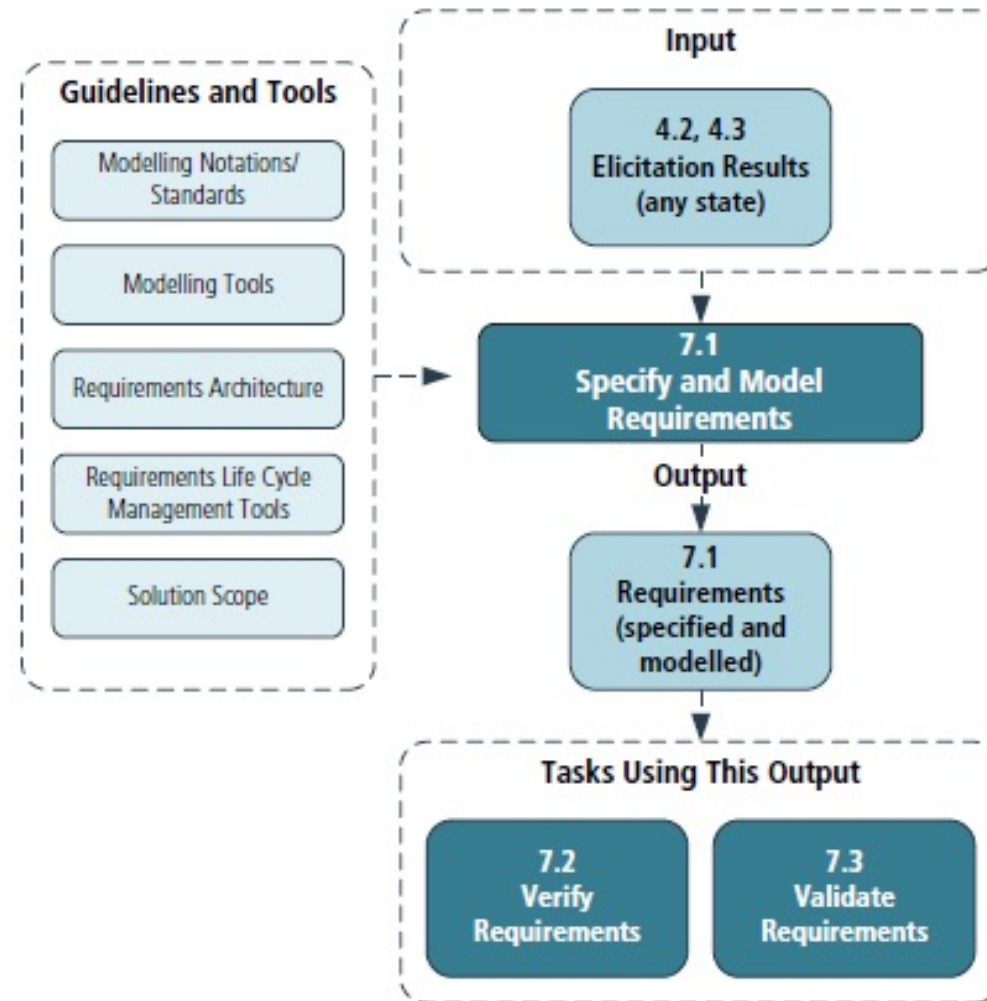 Guidelines and Tools
Modelling Notations/
Standards
Modelling Tools
Requirements Architecture
Requirements Life Cycle
Management Tools
Solution Scope
Input
4.2, 4.3
Elicitation Results
(any state)
7.1
Specify and Model
Requirements
Output
7.1
Requirements
(specified and
modelled)
Tasks Using This Output
7.2
Verify
Requirements
7.3
Validate
Requirements